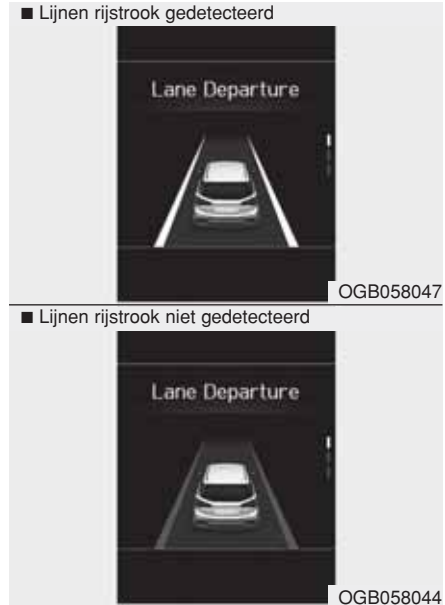 ■ Lijnen rijstrook gedetecteerd
Lane Departure
OGB058047
■ Lijnen rijstrook niet gedetecteerd
Lane Departure
OGB058044